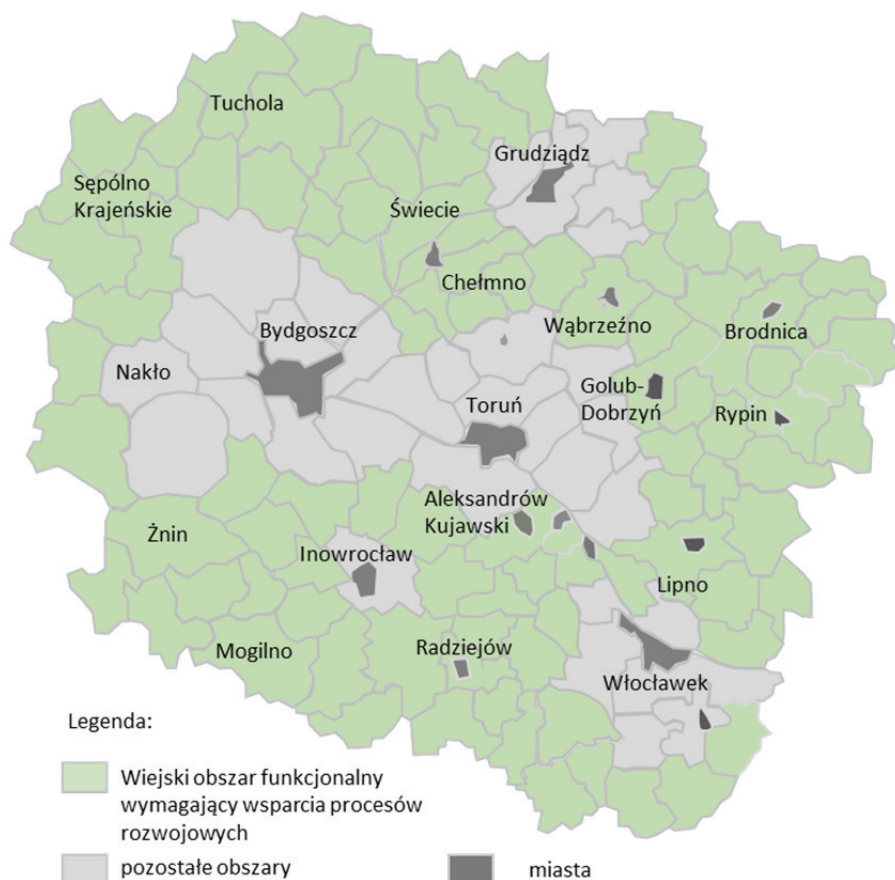 Tuchola
Grudziądz
Sępólno
Krajeńskie
Świecie
Chełmno
Wąbrzeźno
Brodnica
Bydgoszcz
Nakło
Golub-
Dobrzyń
Toruń
Rypin
Aleksandrów
Kujawski
Żnin
Inowrocław
Lipno
Mogilno
Radziejów
Włocławek
Legenda:
Wiejski obszar funkcjonalny
wymagający wsparcia procesów
rozwojowych
pozostałe obszary
miasta